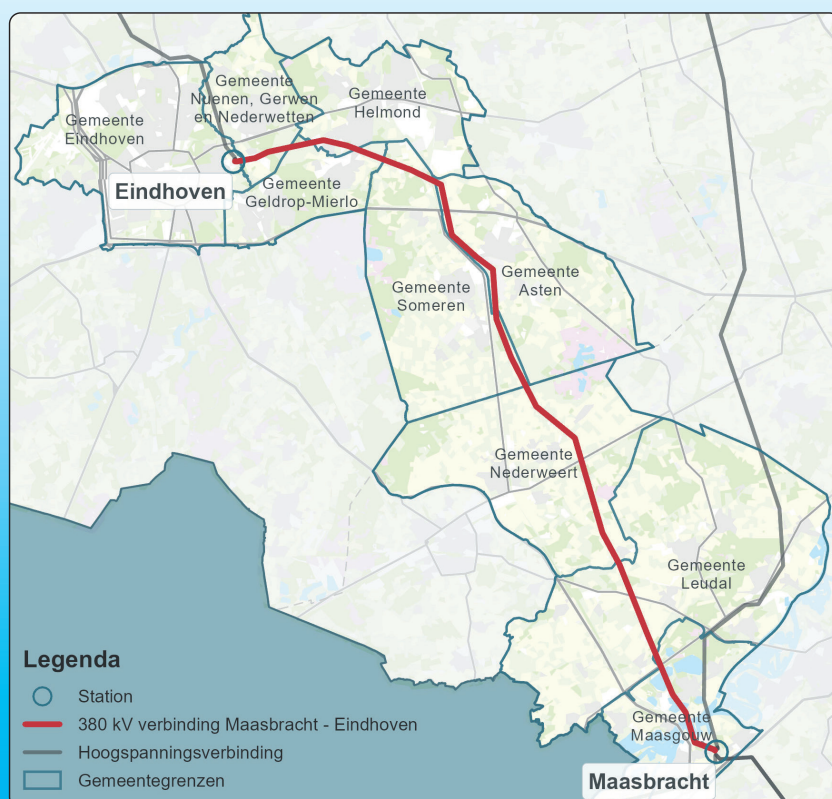 Gemeente
Nuenen, Gerwen
en Nederwetten
Gemeente
Helmond
Gemeente
Eindhoven
Eindhoven
Gemeente
Geldrop-Mierlo
Gemeente
Someren
Gemeente
Asten
Gemeente
Nederweert
Gemeente
Leudal
Gemeente
Maasgouw
Maasbracht
Legenda
Station
380 kV verbinding Maasbracht - Eindhoven
Hoogspanningsverbinding
Gemeentegrenzen